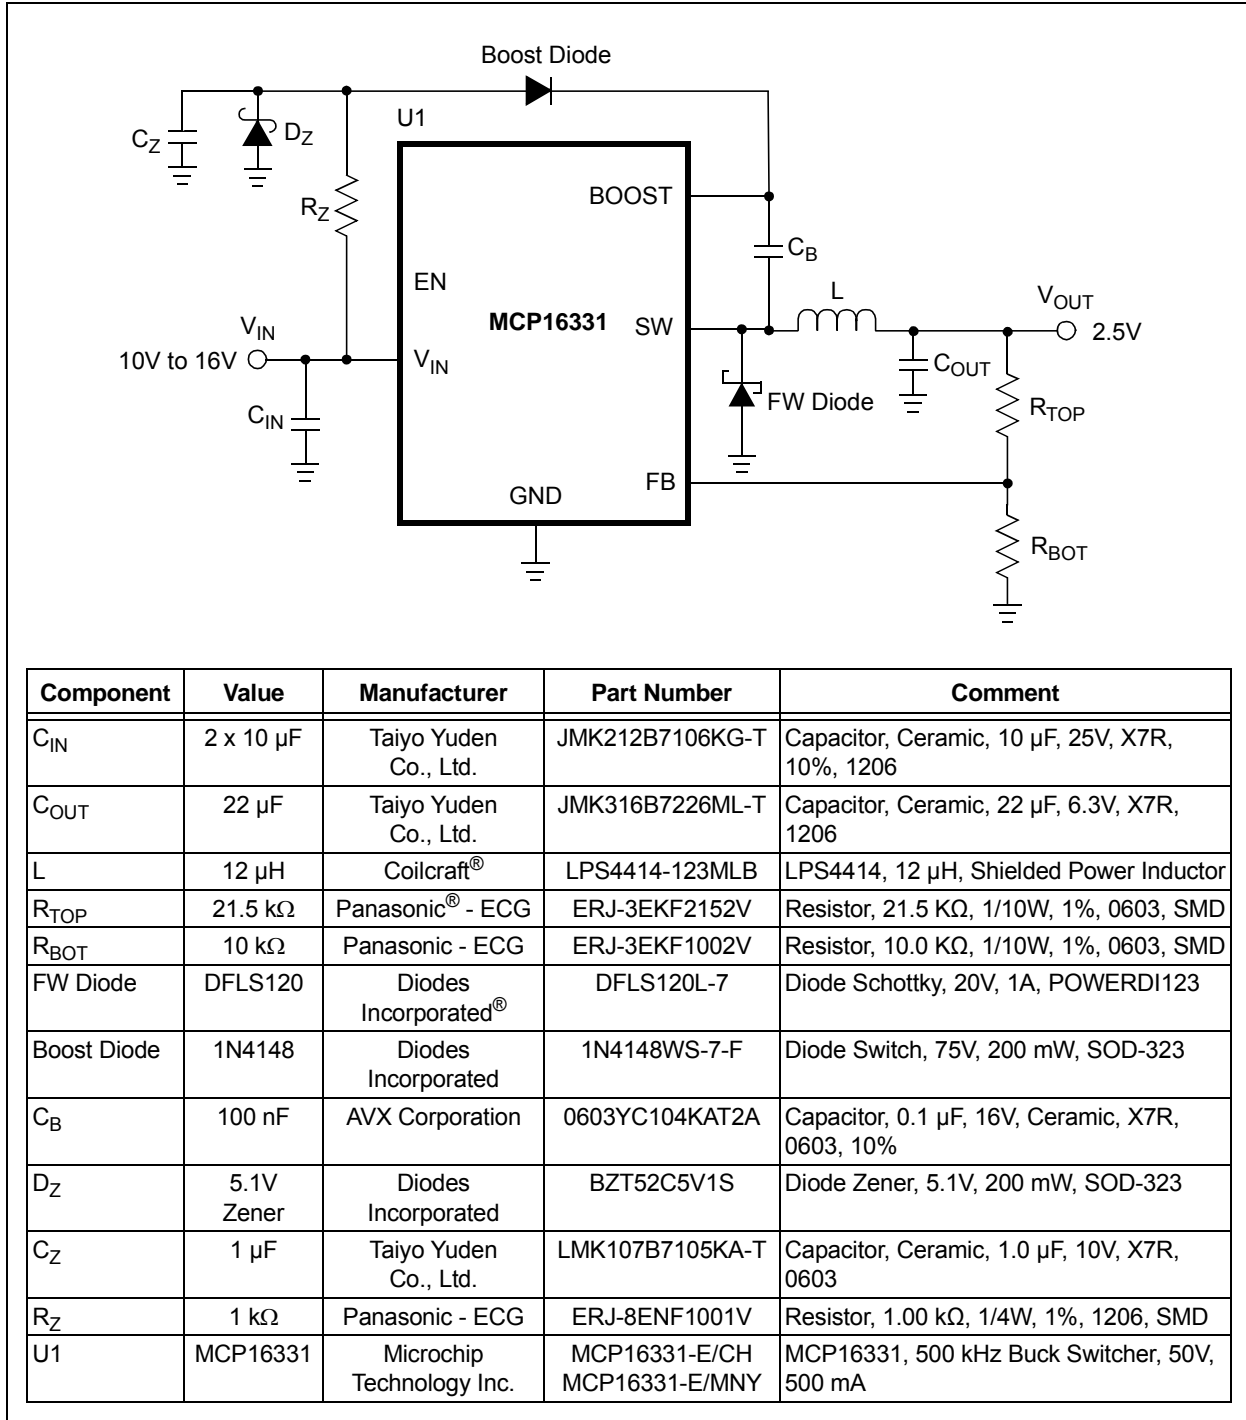 Boost Diode
U1
C_Z
D_Z
R_Z
BOOST
C_B
EN
MCP16331
SW
L
V_OUT
2.5V
V_IN
10V to 16V
V_IN
C_OUT
FW Diode
R_TOP
C_IN
FB
GND
R_BOT
Component Value Manufacturer Part Number Comment
C_IN 2 x 10 µF Taiyo Yuden JMK212B7106KG-T Capacitor, Ceramic, 10 µF, 25V, X7R,
Co., Ltd. 10%, 1206
C_OUT 22 µF Taiyo Yuden JMK316B7226ML-T Capacitor, Ceramic, 22 µF, 6.3V, X7R,
Co., Ltd. 1206
L 12 µH Coilcraft® LPS4414-123MLB LPS4414, 12 µH, Shielded Power Inductor
R_TOP 21.5 kΩ Panasonic® - ECG ERJ-3EKF2152V Resistor, 21.5 KΩ, 1/10W, 1%, 0603, SMD
R_BOT 10 kΩ Panasonic - ECG ERJ-3EKF1002V Resistor, 10.0 KΩ, 1/10W, 1%, 0603, SMD
FW Diode DFLS120 Diodes DFLS120L-7 Diode Schottky, 20V, 1A, POWERDI123
Incorporated®
Boost Diode 1N4148 Diodes 1N4148WS-7-F Diode Switch, 75V, 200 mW, SOD-323
Incorporated
C_B 100 nF AVX Corporation 0603YC104KAT2A Capacitor, 0.1 µF, 16V, Ceramic, X7R,
0603, 10%
D_Z 5.1V Diodes BZT52C5V1S Diode Zener, 5.1V, 200 mW, SOD-323
Zener Incorporated
C_Z 1 µF Taiyo Yuden LMK107B7105KA-T Capacitor, Ceramic, 1.0 µF, 10V, X7R,
Co., Ltd. 0603
R_Z 1 kΩ Panasonic - ECG ERJ-8ENF1001V Resistor, 1.00 kΩ, 1/4W, 1%, 1206, SMD
U1 MCP16331 Microchip MCP16331-E/CH MCP16331, 500 kHz Buck Switcher, 50V,
Technology Inc. MCP16331-E/MNY 500 mA